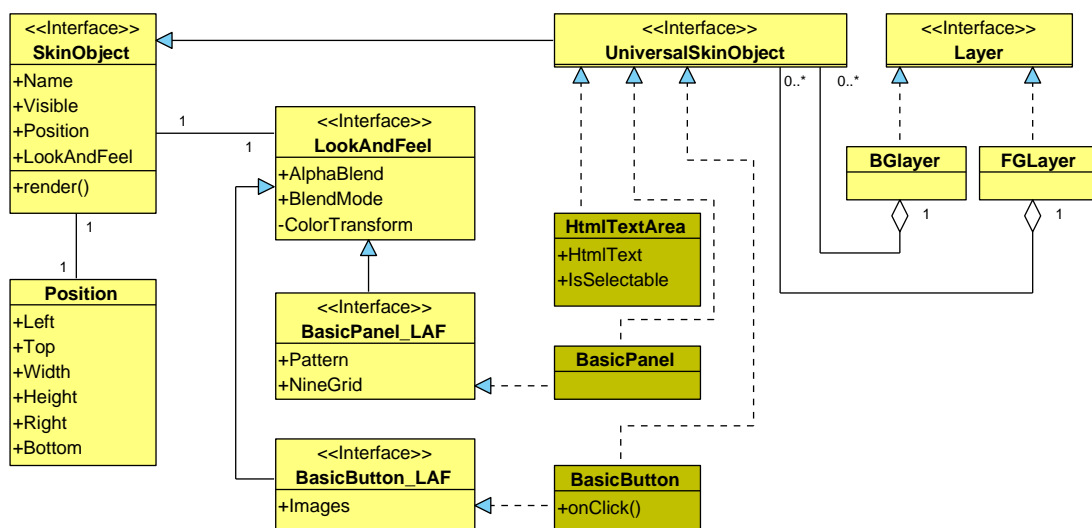 <<Interface>>
SkinObject
+Name
+Visible
+Position
+LookAndFeel
+render()
<<Interface>>
UniversalSkinObject
<<Interface>>
Layer
0..*
0..*
1
1
<<Interface>>
LookAndFeel
+AlphaBlend
+BlendMode
-ColorTransform
BGlayer
1
FGLayer
1
1
1
Position
+Left
+Top
+Width
+Height
+Right
+Bottom
HtmlTextArea
+HtmlText
+IsSelectable
<<Interface>>
BasicPanel_LAF
+Pattern
+NineGrid
BasicPanel
<<Interface>>
BasicButton_LAF
+Images
BasicButton
+onClick()